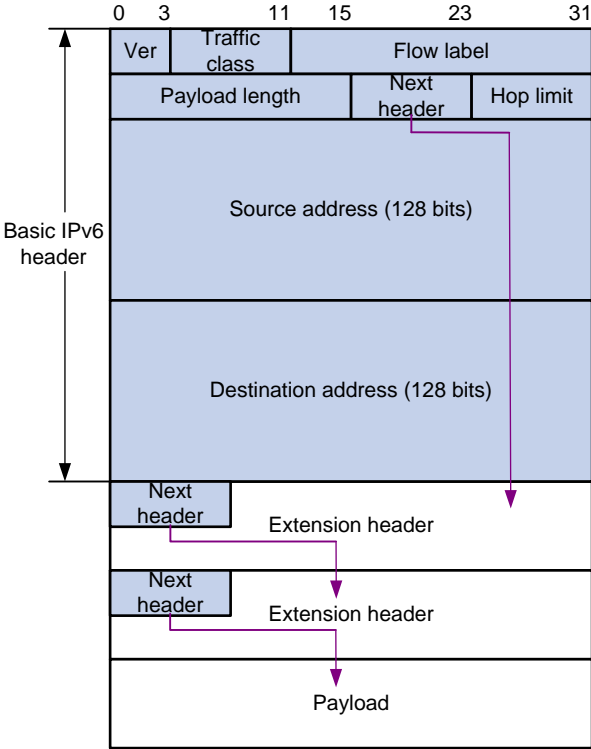 0 3 11 15 23 31
Ver
Traffic
class
Flow label
Payload length
Next
header
Hop limit
Source address (128 bits)
Basic IPv6
header
Destination address (128 bits)
Next
header
Extension header
Next
header
Extension header
Payload